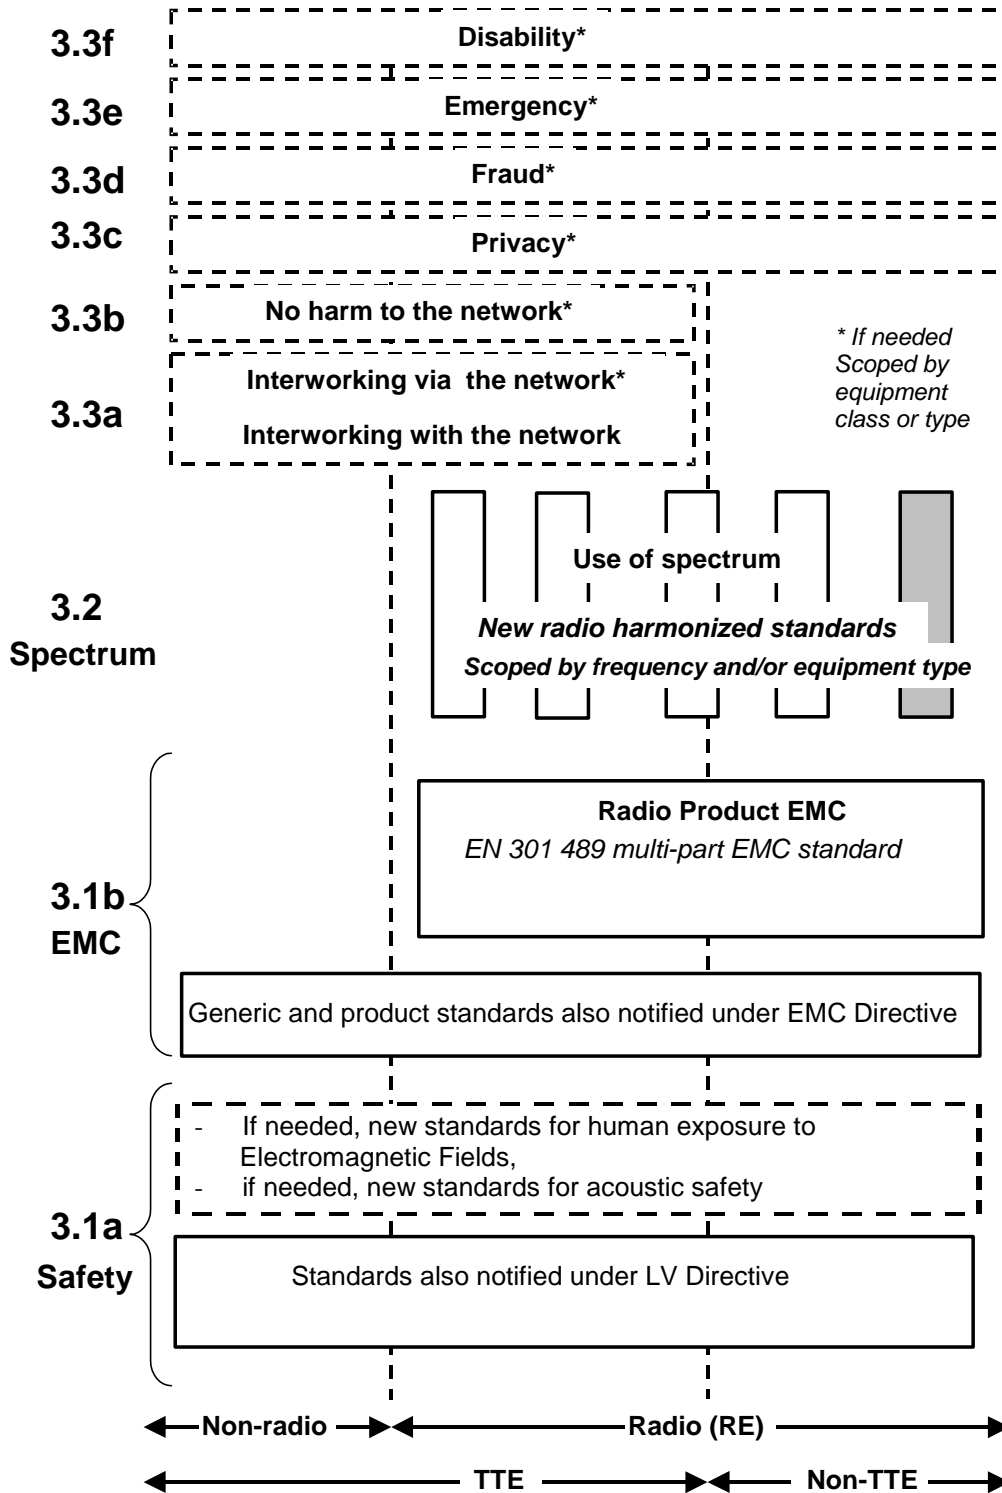 3.3f
Disability*
3.3e
Emergency*
3.3d
Fraud*
3.3c
Privacy*
3.3b
No harm to the network*
* If needed
Scoped by
equipment
class or type
3.3a
Interworking via the network*
Interworking with the network
Use of spectrum
3.2
Spectrum
New radio harmonized standards
Scoped by frequency and/or equipment type
Radio Product EMC
EN 301 489 multi-part EMC standard
3.1b
EMC
Generic and product standards also notified under EMC Directive
- If needed, new standards for human exposure to
Electromagnetic Fields,
- if needed, new standards for acoustic safety
3.1a
Safety
Standards also notified under LV Directive
Non-radio
Radio (RE)
TTE
Non-TTE